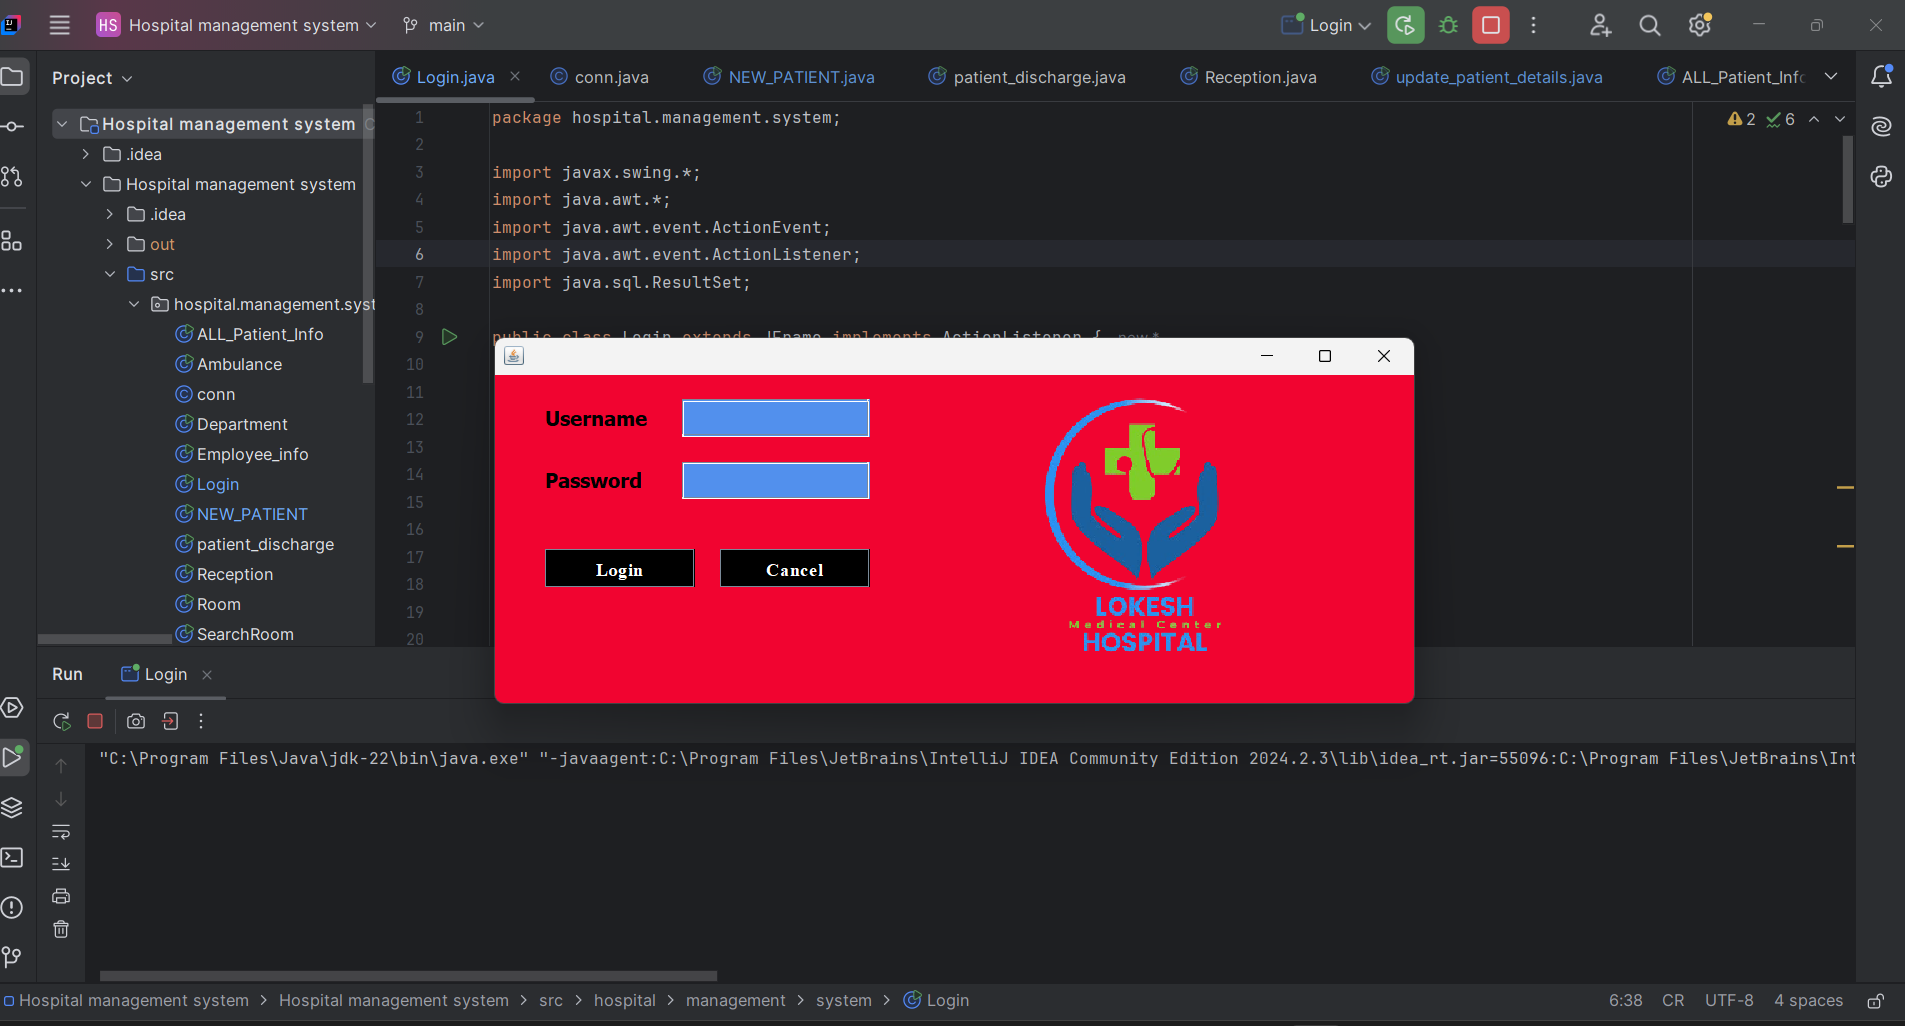 HS Hospital management system main Login
Project
Login.java conn.java NEW_PATIENT.java patient_discharge.java Reception.java update_patient_details.java ALL_Patient_Info
Hospital management system
.idea
Hospital management system
.idea
out
src
hospital.management.syst
ALL_Patient_Info
Ambulance
conn
Department
Employee_info
Login
NEW_PATIENT
patient_discharge
Reception
Room
SearchRoom
2 6
1 package hospital.management.system;
2
3 import javax.swing.*;
4 import java.awt.*;
5 import java.awt.event.ActionEvent;
6 import java.awt.event.ActionListener;
7 import java.sql.ResultSet;
8
9 public class Login extends JFrame implements ActionListener { new *
10
11
12
13
14
15
16
17
18
19
20
Username
Password
Login Cancel
LOKESH
Medical Center
HOSPITAL
Run Login
"C:\Program Files\Java\jdk-22\bin\java.exe" "-javaagent:C:\Program Files\JetBrains\IntelliJ IDEA Community Edition 2024.2.3\lib\idea_rt.jar=55096:C:\Program Files\JetBrains\Int
Hospital management system > Hospital management system > src > hospital > management > system > Login 6:38 CR UTF-8 4 spaces